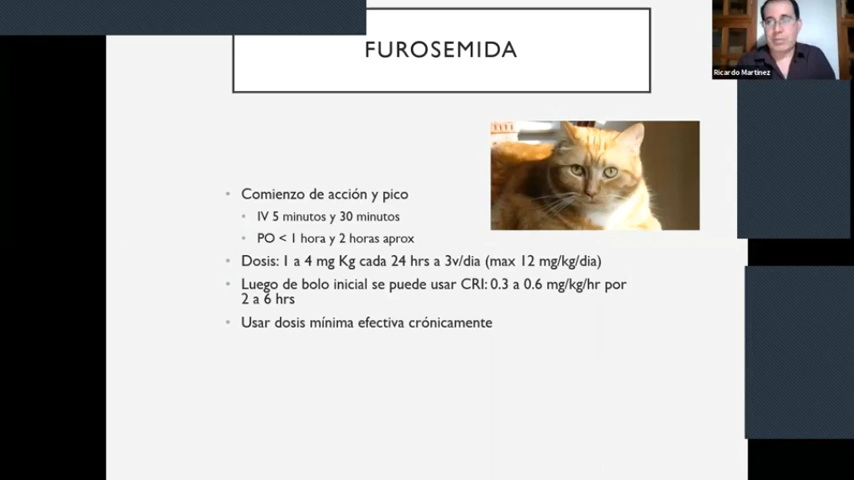 FUROSEMIDA
Ricardo Martinez
Comienzo de acción y pico
IV 5 minutos y 30 minutos
PO < 1 hora y 2 horas aprox
Dosis: 1 a 4 mg Kg cada 24 hrs a 3v/dia (max 12 mg/kg/dia)
Luego de bolo inicial se puede usar CRI: 0.3 a 0.6 mg/kg/hr por
2 a 6 hrs
Usar dosis mínima efectiva crónicamente